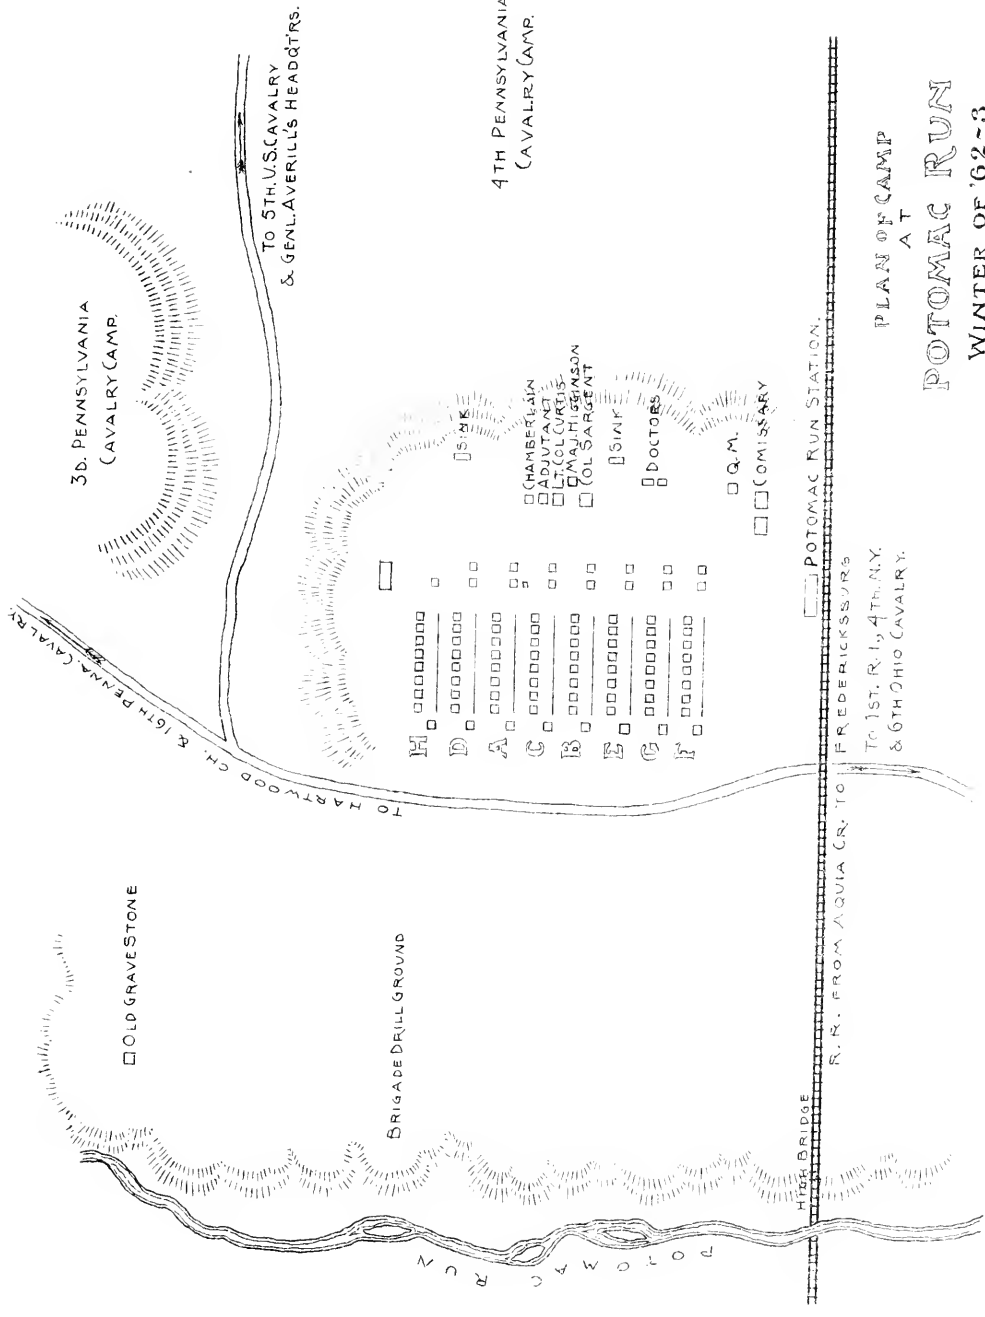 PLAN OF CAMP
AT
POTOMAC RUN
WINTER OF '62-3
3D. PENNSYLVANIA
CAVALRY CAMP.
TO 5TH. U.S. CAVALRY
& GENL. AVERILL'S HEADQT'RS.
4TH PENNSYLVANIA
CAVALRY CAMP.
TO HARTWOOD CH. & 16TH PENNA. CAVALRY
SINK
CHAMBERLAIN
ADJUTANT
LT. COL CURTIS
MAJ. HIGGINSON
COL SARGENT
SINK
DOCTORS
Q.M.
COMISSARY
H
D
A
C
B
E
G
F
POTOMAC RUN STATION.
R.R. FROM AQUIA CR. TO FREDERICKSBURG
TO 1ST. R.I., 4TH. N.Y.
& 6TH OHIO CAVALRY.
OLD GRAVE STONE
BRIGADE DRILL GROUND
HIGH BRIDGE
POTOMAC RUN